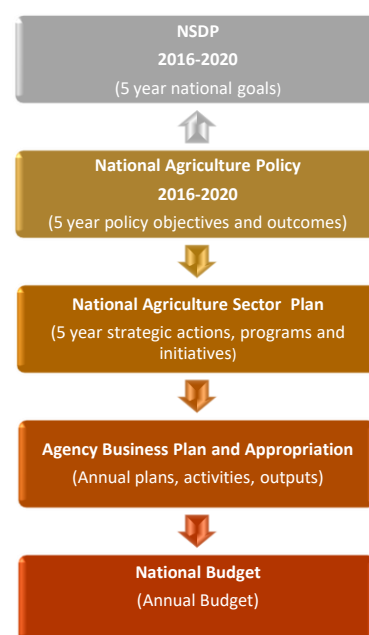 NSDP
2016-2020
(5 year national goals)
National Agriculture Policy
2016-2020
(5 year policy objectives and outcomes)
National Agriculture Sector Plan
(5 year strategic actions, programs and
initiatives)
Agency Business Plan and Appropriation
(Annual plans, activities, outputs)
National Budget
(Annual Budget)